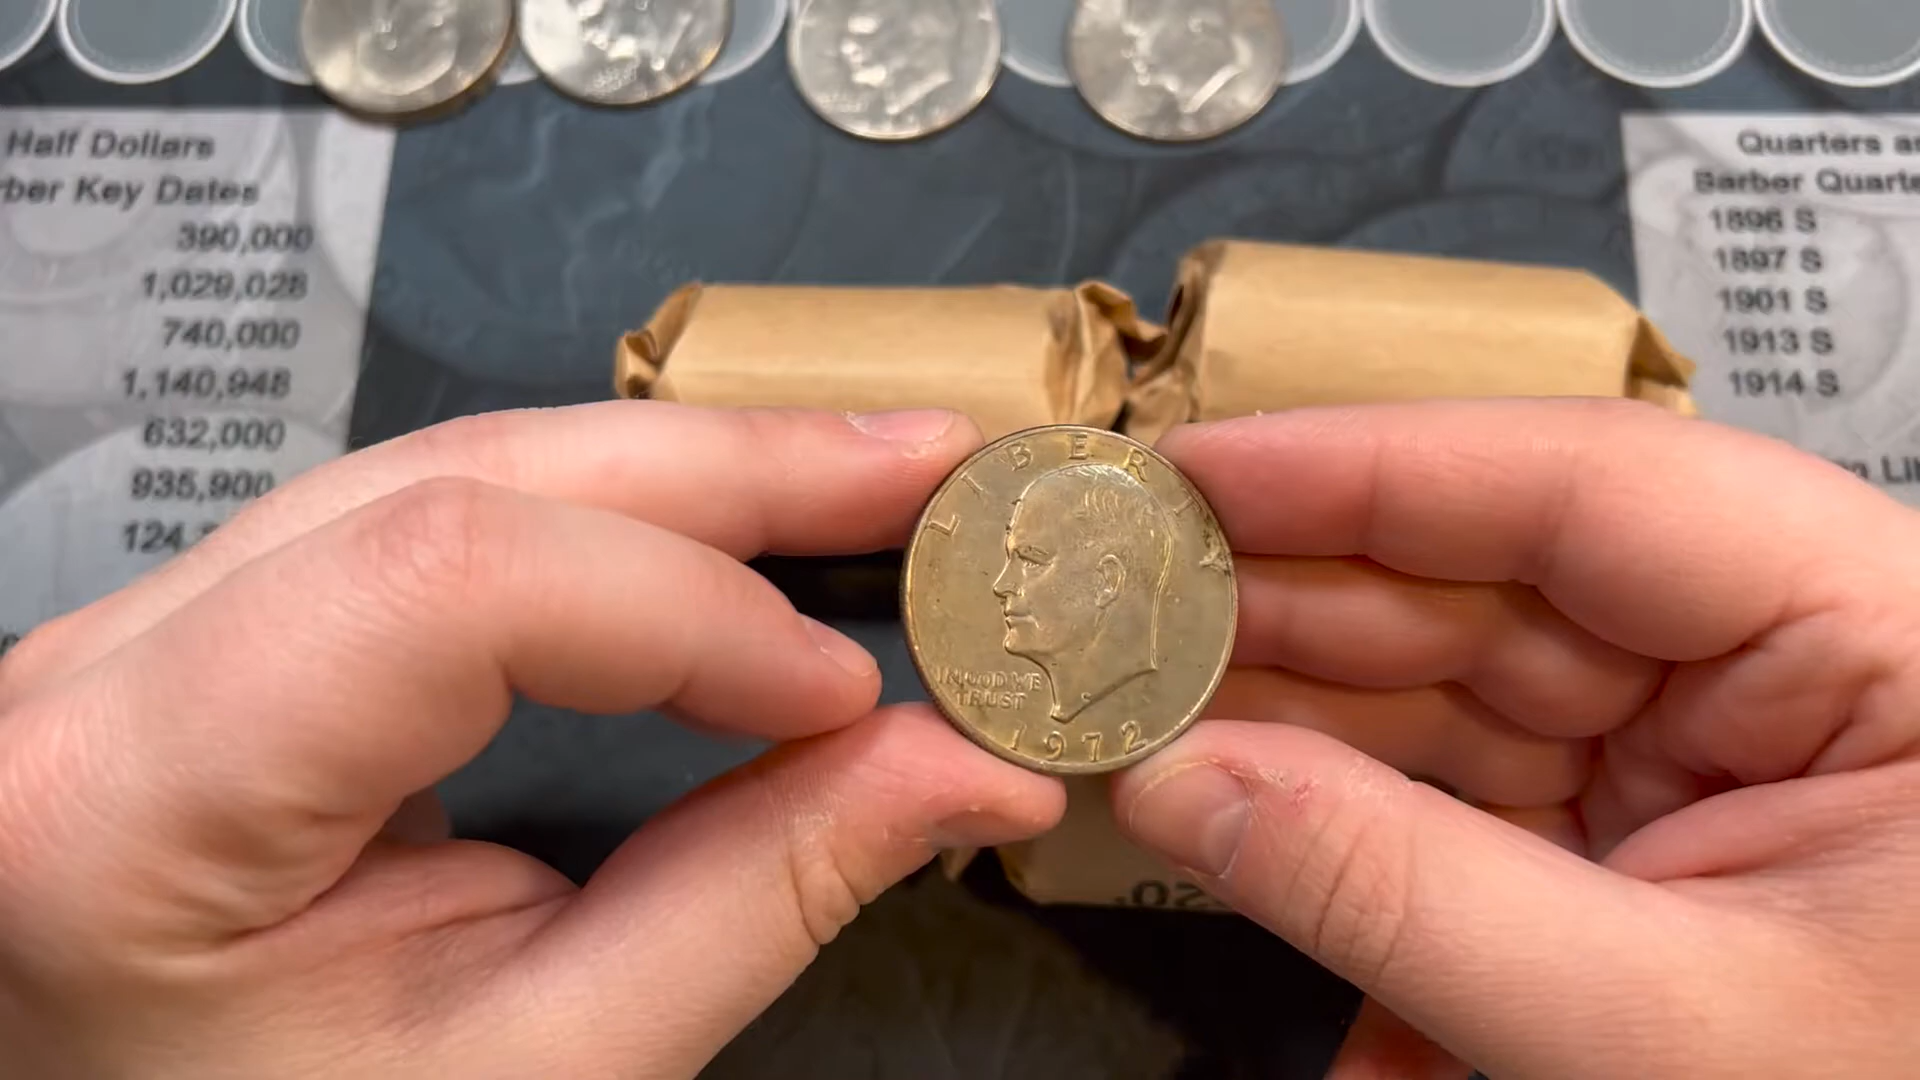 Half Dollars
rber Key Dates
390,000
1,029,028
740,000
1,140,948
632,000
935,900
124,
Quarters a
Barber Quarte
1896 S
1897 S
1901 S
1913 S
1914 S
LIBERTY
IN GOD WE
TRUST
1972